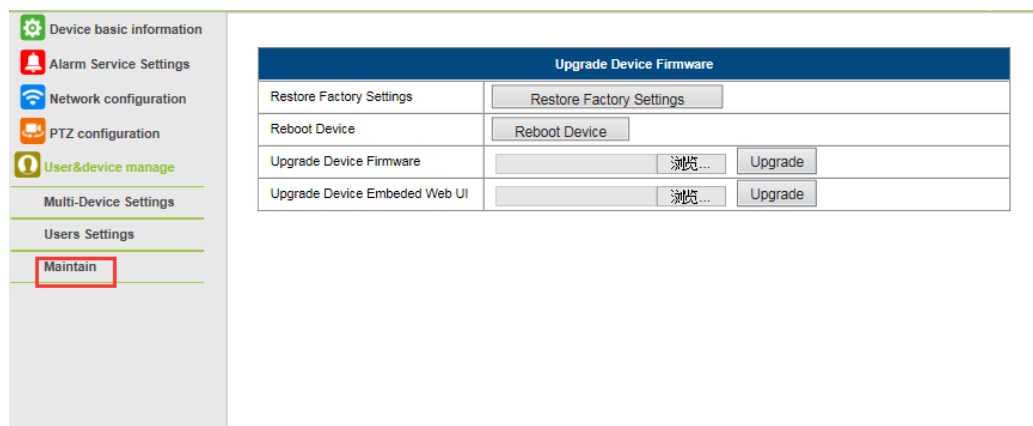 Device basic information
Alarm Service Settings
Network configuration
PTZ configuration
User&device manage
Multi-Device Settings
Users Settings
Maintain
Upgrade Device Firmware
Restore Factory Settings Restore Factory Settings
Reboot Device Reboot Device
Upgrade Device Firmware 浏览... Upgrade
Upgrade Device Embeded Web UI 浏览... Upgrade